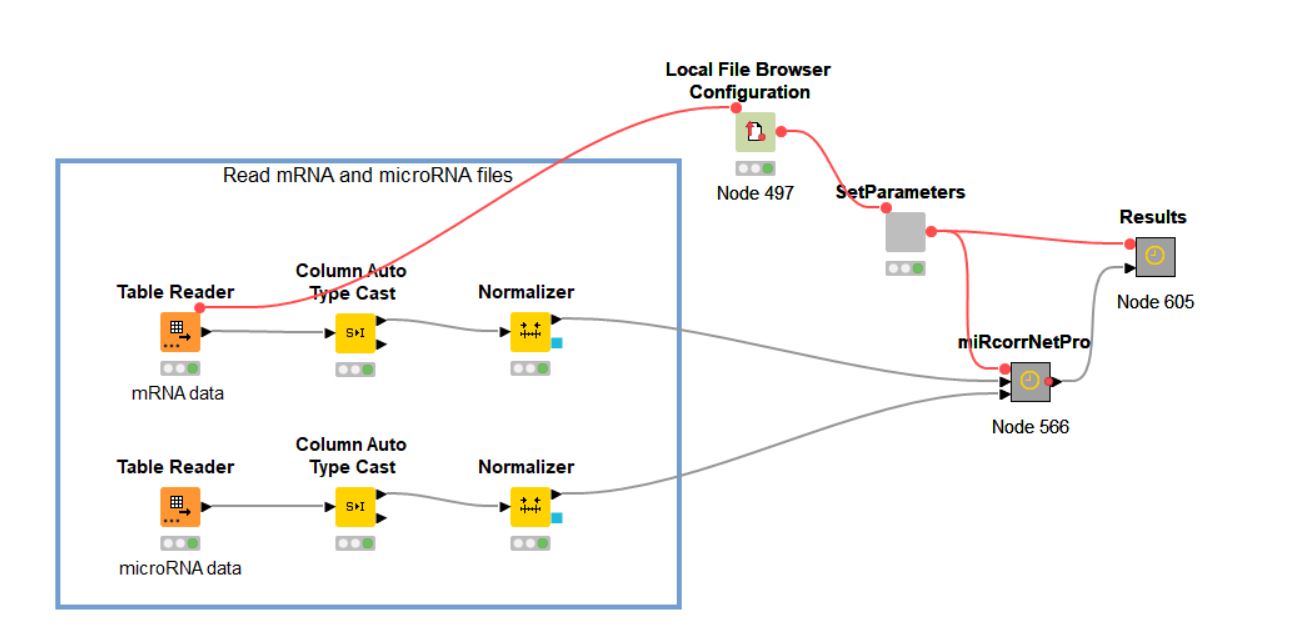 Local File Browser
Configuration
Node 497
Read mRNA and microRNA files
SetParameters
Results
Node 605
Table Reader
mRNA data
Column Auto
Type Cast
S▸I
Normalizer
miRcorrNetPro
Node 566
Table Reader
microRNA data
Column Auto
Type Cast
S▸I
Normalizer